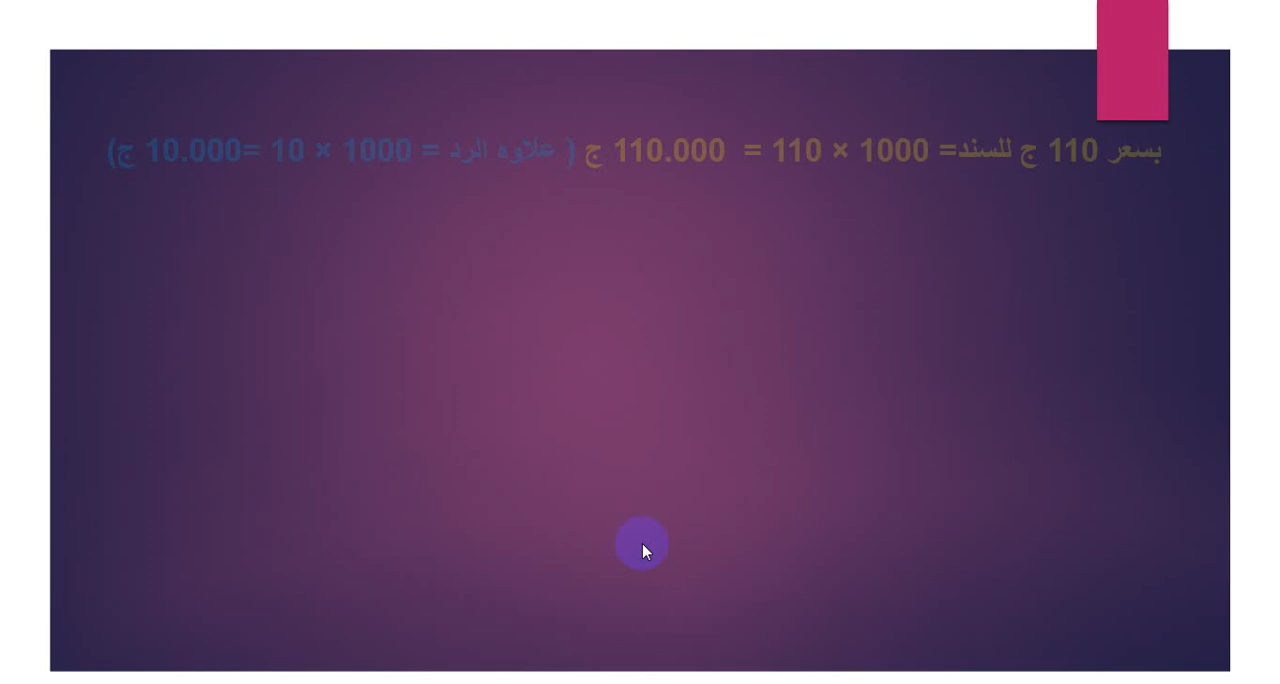 بسعر 110 ج للسند= 1000 × 110 = 110.000 ج ( علاوه الرد = 1000 × 10 =10.000 ج)